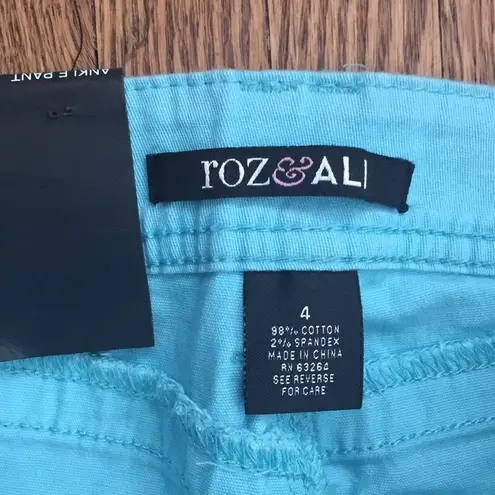 ANKLE PANT
roz&ALI
4
98% COTTON
2% SPANDEX
MADE IN CHINA
RN 63264
SEE REVERSE
FOR CARE